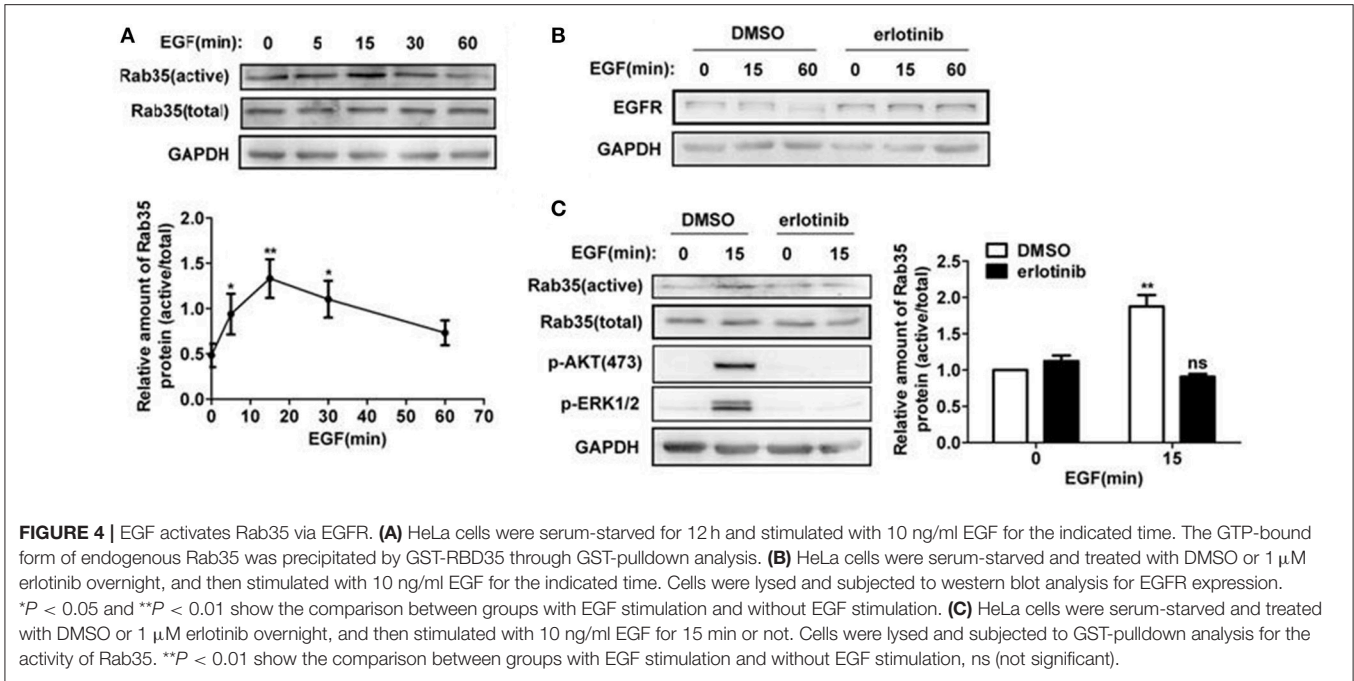 A
EGF(min): 0 5 15 30 60
Rab35(active)
Rab35(total)
GAPDH
Relative amount of Rab35
protein (active/total)
2.0
1.5
1.0
0.5
0.0
*
**
*
0 10 20 30 40 50 60 70
EGF(min)
B
DMSO erlotinib
EGF(min): 0 15 60 0 15 60
EGFR
GAPDH
C
DMSO erlotinib
EGF(min): 0 15 0 15
Rab35(active)
Rab35(total)
p-AKT(473)
p-ERK1/2
GAPDH
Relative amount of Rab35
protein (active/total)
2.5
2.0
1.5
1.0
0.5
0.0
DMSO
erlotinib
**
ns
0 15
EGF(min)
FIGURE 4 | EGF activates Rab35 via EGFR. (A) HeLa cells were serum-starved for 12 h and stimulated with 10 ng/ml EGF for the indicated time. The GTP-bound
form of endogenous Rab35 was precipitated by GST-RBD35 through GST-pulldown analysis. (B) HeLa cells were serum-starved and treated with DMSO or 1 μM
erlotinib overnight, and then stimulated with 10 ng/ml EGF for the indicated time. Cells were lysed and subjected to western blot analysis for EGFR expression.
*P < 0.05 and **P < 0.01 show the comparison between groups with EGF stimulation and without EGF stimulation. (C) HeLa cells were serum-starved and treated
with DMSO or 1 μM erlotinib overnight, and then stimulated with 10 ng/ml EGF for 15 min or not. Cells were lysed and subjected to GST-pulldown analysis for the
activity of Rab35. **P < 0.01 show the comparison between groups with EGF stimulation and without EGF stimulation, ns (not significant).